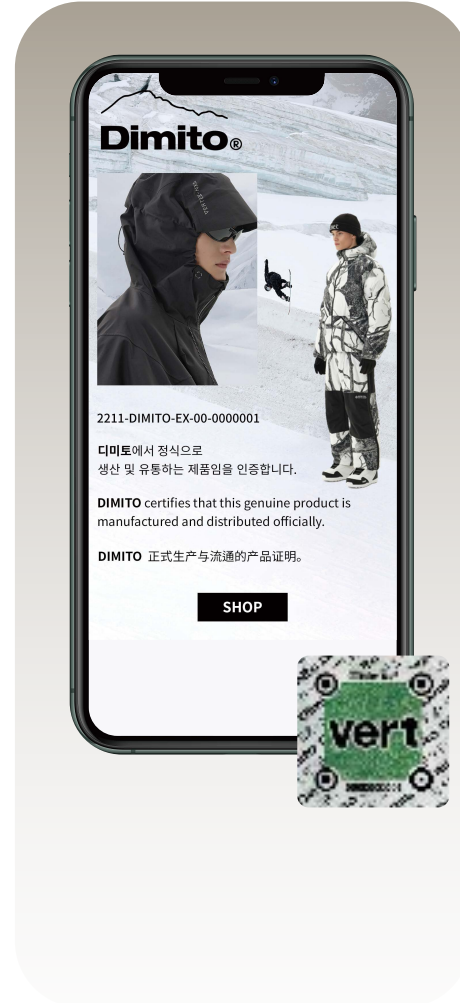 Dimito®
2211-DIMITO-EX-00-0000001
디미토에서 정식으로
생산 및 유통하는 제품임을 인증합니다.
DIMITO certifies that this genuine product is
manufactured and distributed officially.
DIMITO 正式生产与流通的产品证明。
SHOP
vert